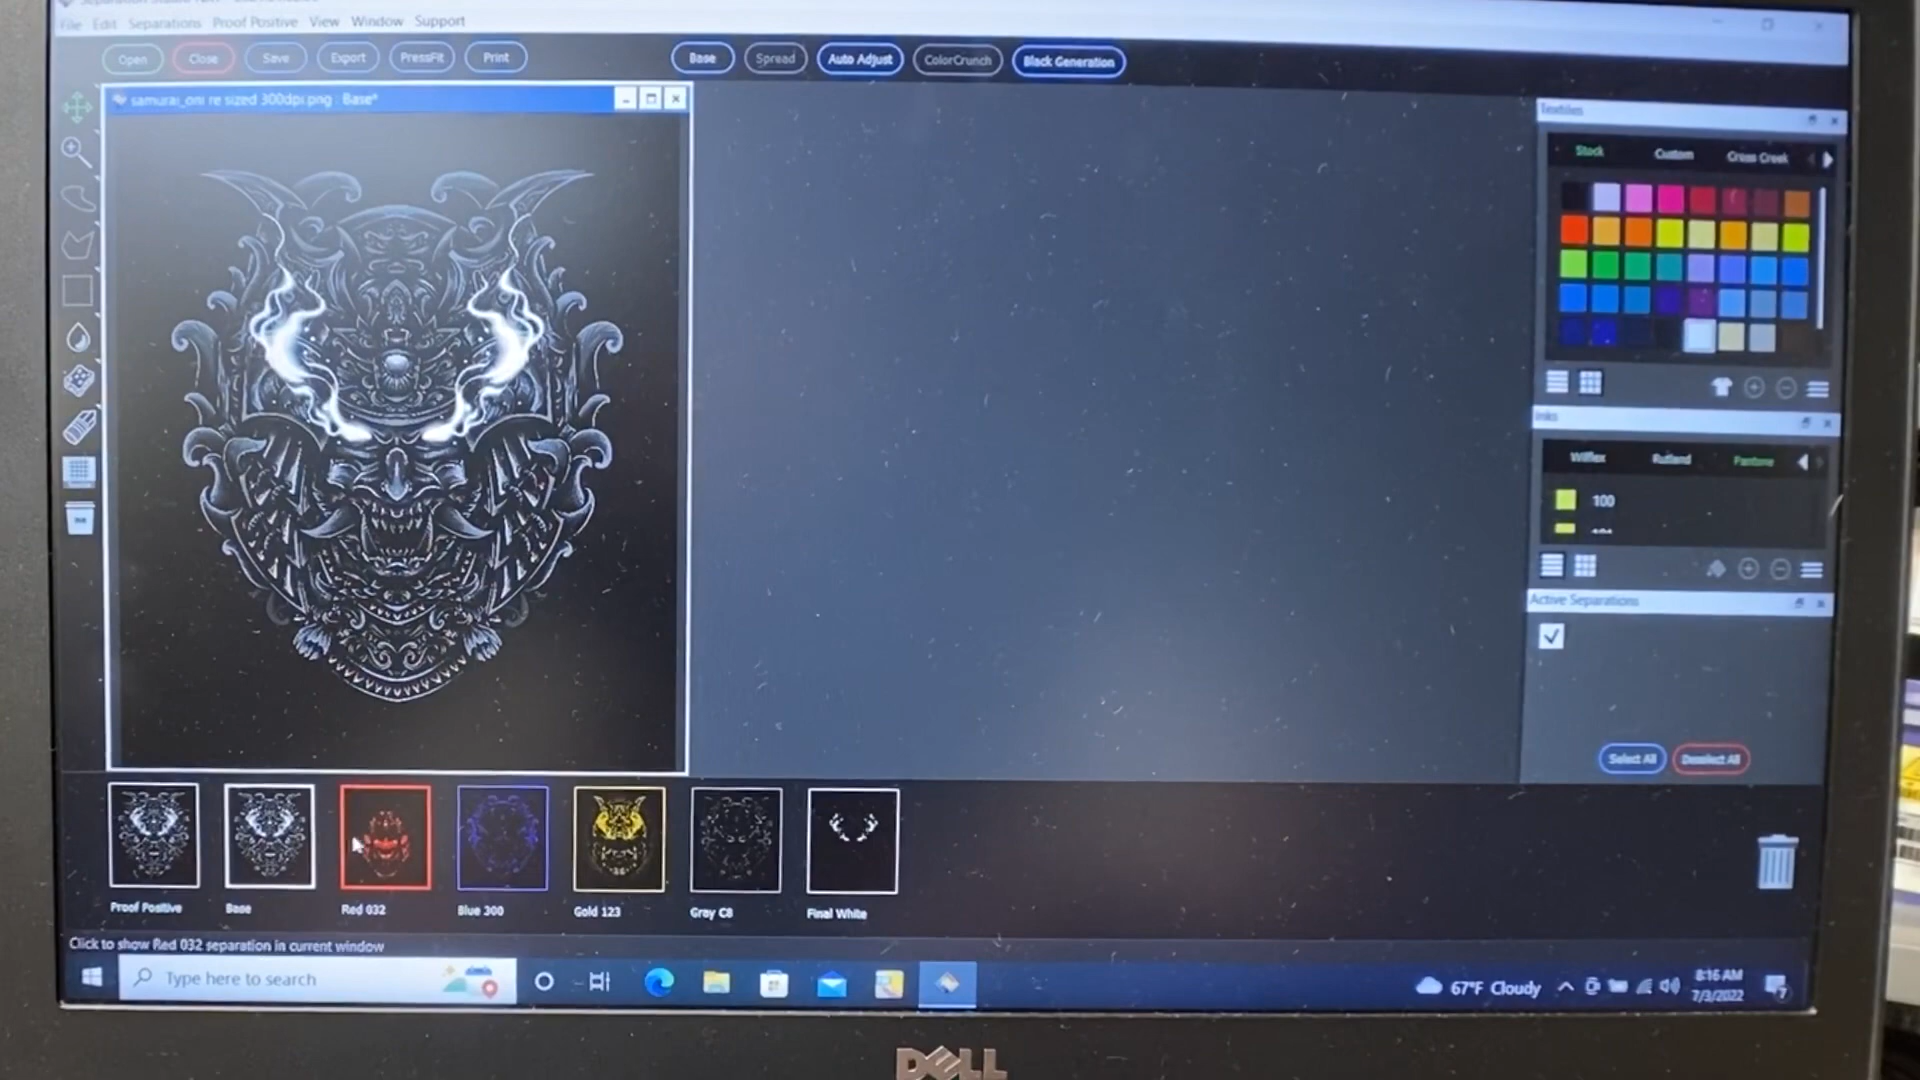 File Edit Separations Proof Positive View Window Support
Open Close Save Export PressFit Print Base Spread Auto Adjust ColorCrunch Black Generation
samurai_oni re sized 300dpi.png : Base*
Textiles
Stock Custom Cross Creek
Inks
Wilflex Rutland Pantone
100
Active Separations
Select All Deselect All
Proof Positive Base Red 032 Blue 300 Gold 123 Gray C8 Final White
Click to show Red 032 separation in current window
Type here to search
67°F Cloudy
8:16 AM
7/3/2022
7
DELL